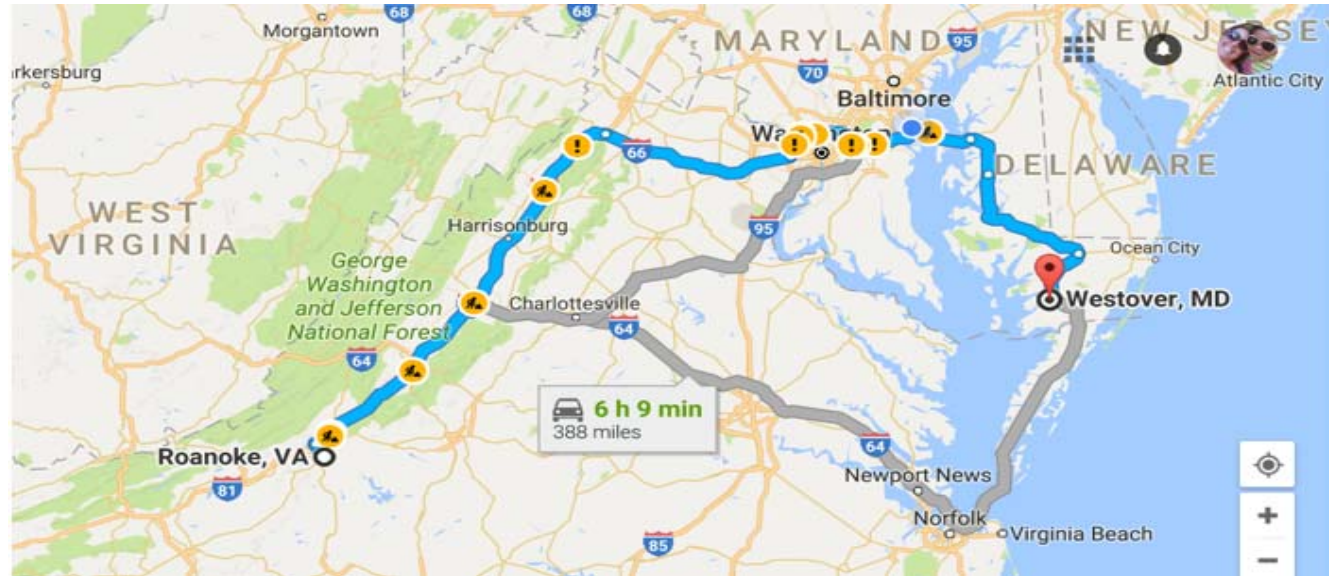 68
68
Morgantown
MARYLAND
95
NEW JERSEY
rkersburg
70
Atlantic City
Baltimore
Washington
66
DELAWARE
WEST
VIRGINIA
Harrisonburg
95
Ocean City
George
Washington
and Jefferson
National Forest
Charlottesville
Westover, MD
64
64
6 h 9 min
388 miles
Roanoke, VA
64
81
Newport News
Norfolk
Virginia Beach
85
+
−